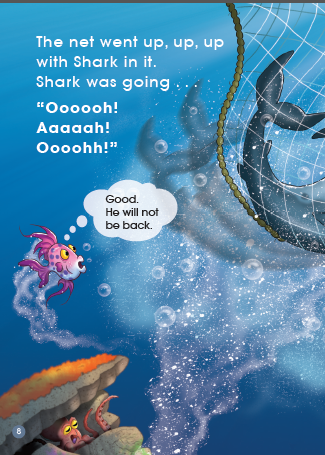 The net went up, up, up
with Shark in it.
Shark was going . . .
“Oooooh!
Aaaaah!
Oooohh!”
Good.
He will not
be back.
8